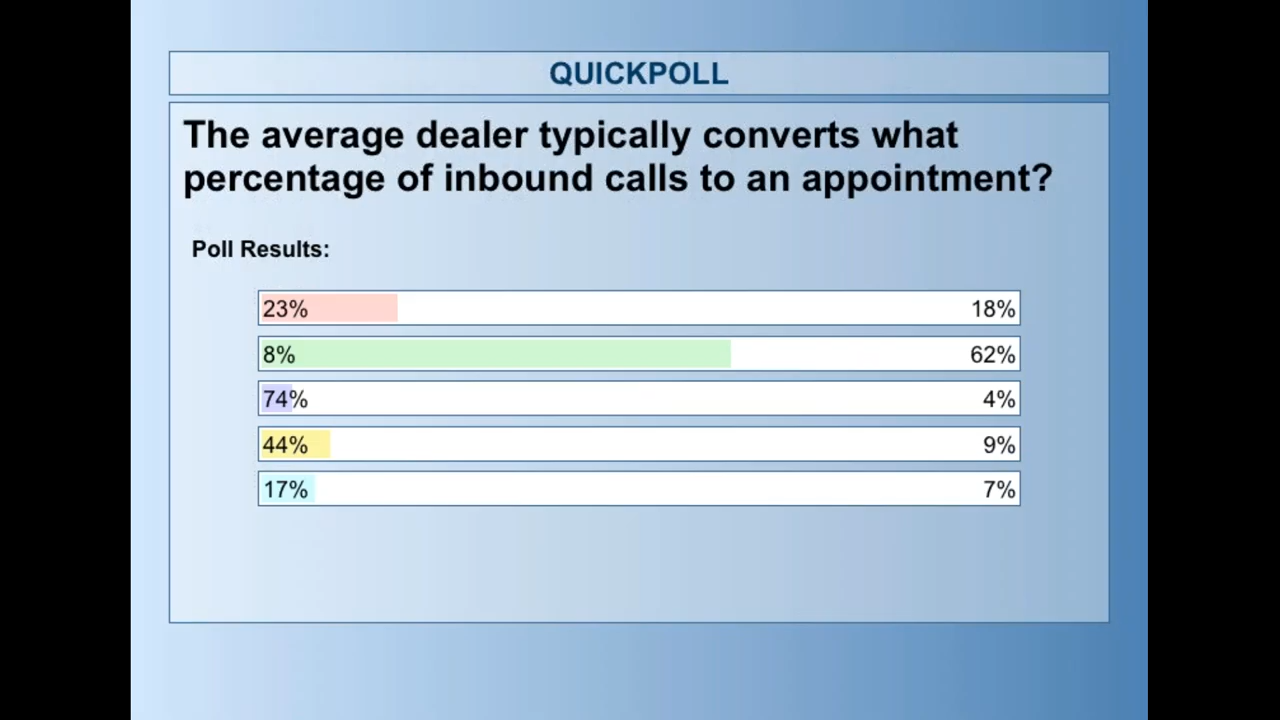 QUICKPOLL
The average dealer typically converts what
percentage of inbound calls to an appointment?
Poll Results:
23% 18%
8% 62%
74% 4%
44% 9%
17% 7%